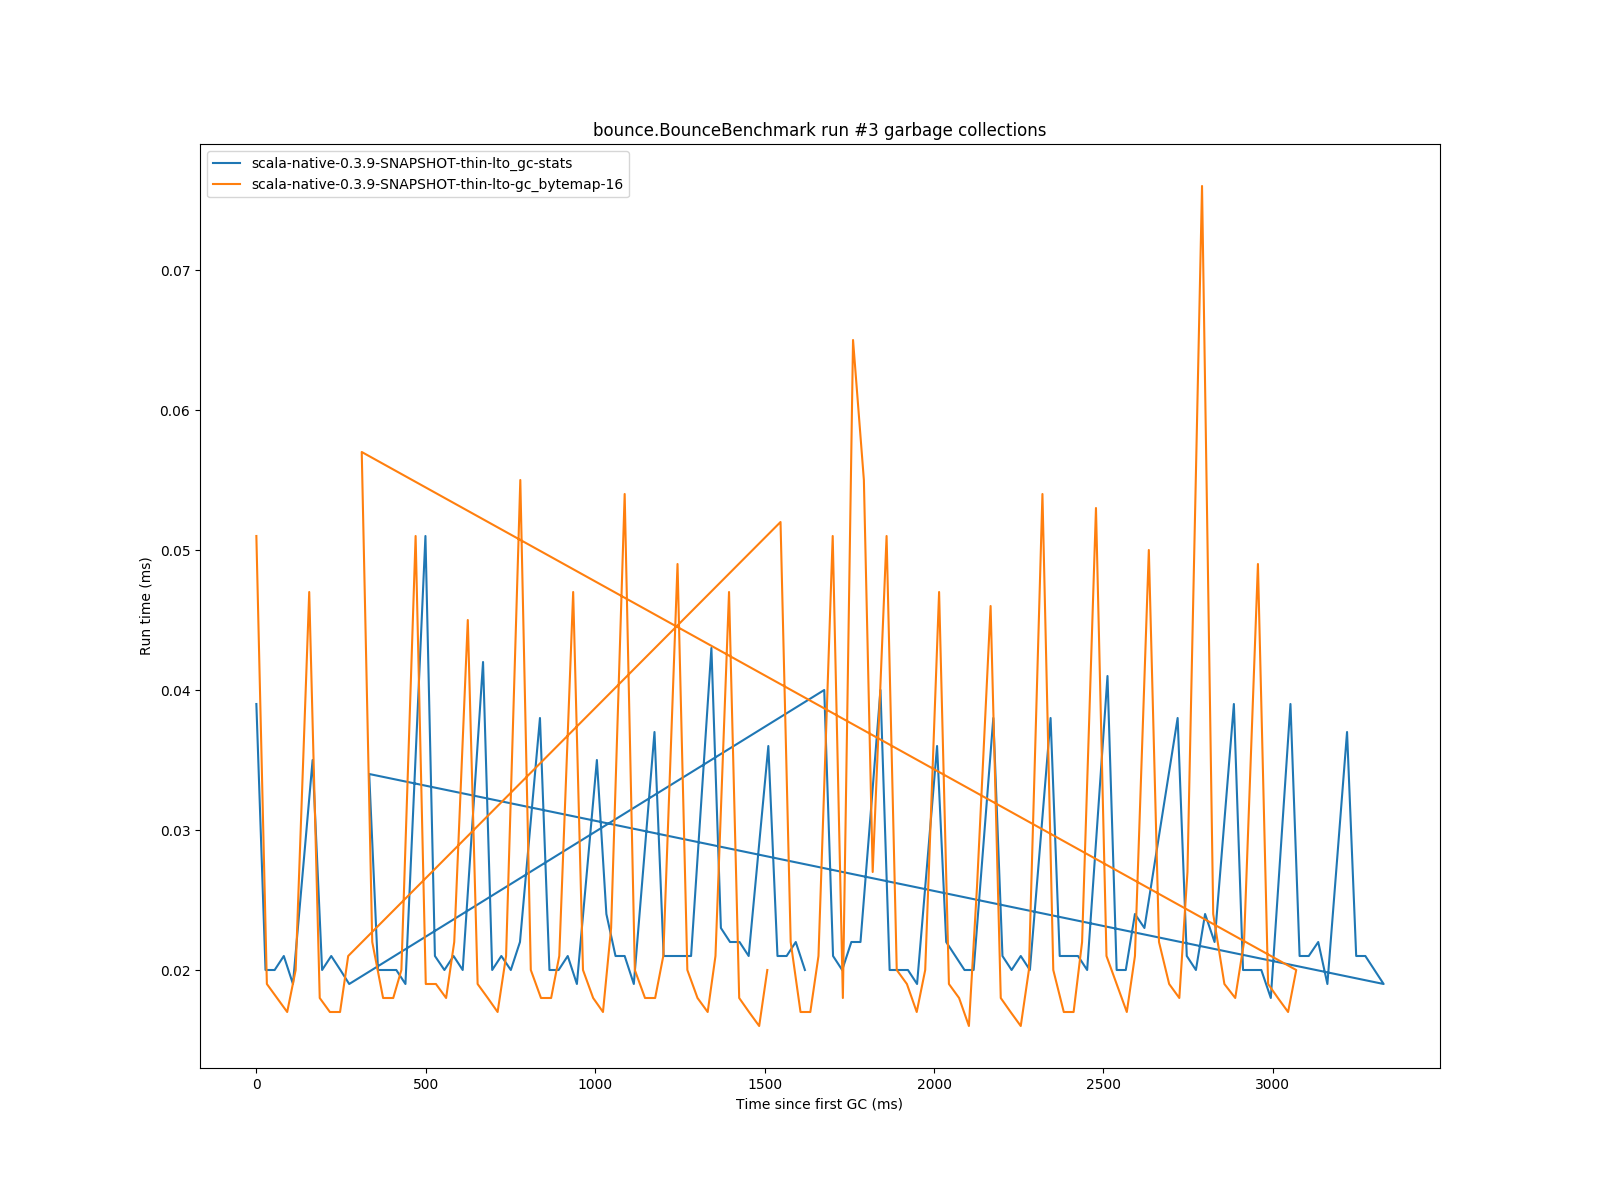 bounce.BounceBenchmark run #3 garbage collections
scala-native-0.3.9-SNAPSHOT-thin-lto_gc-stats
scala-native-0.3.9-SNAPSHOT-thin-lto-gc_bytemap-16
0.07
0.06
0.05
0.04
0.03
0.02
Run time (ms)
0 500 1000 1500 2000 2500 3000
Time since first GC (ms)